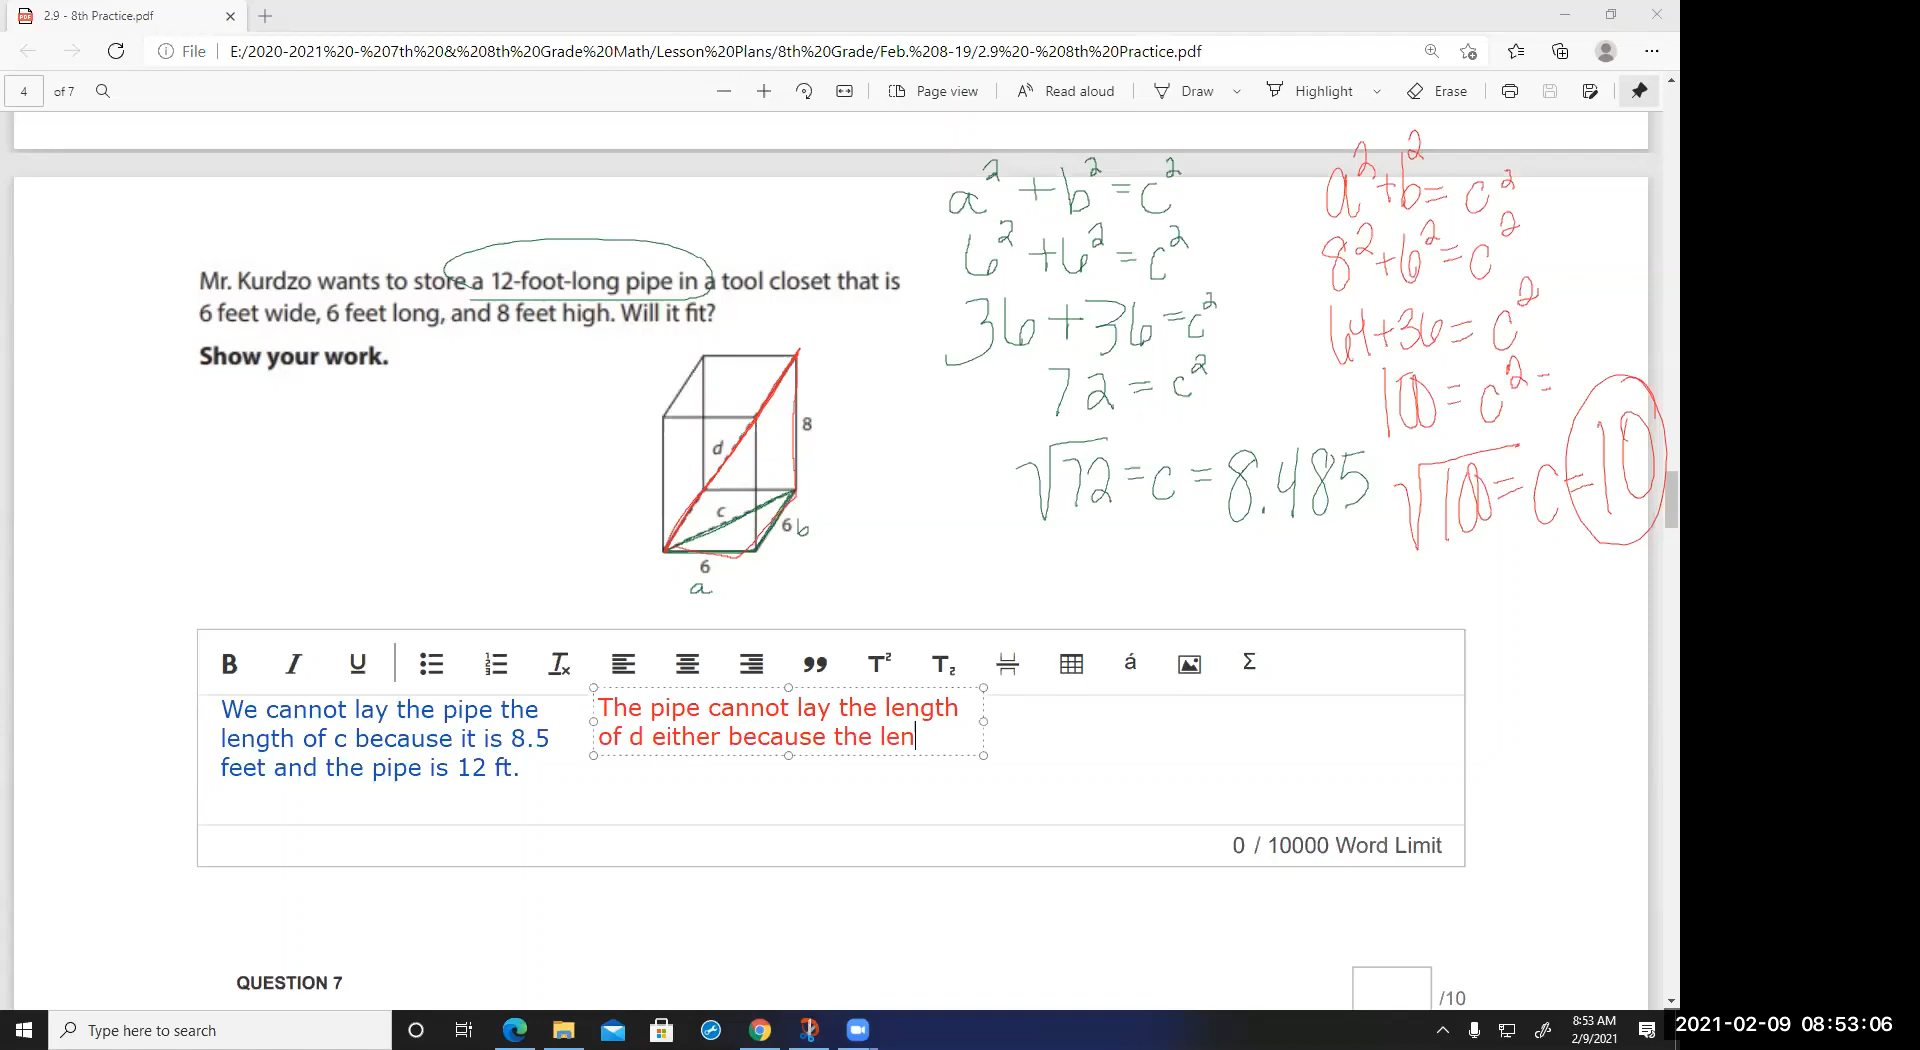 2.9 - 8th Practice.pdf
File E:/2020-2021%20-%207th%20&%208th%20Grade%20Math/Lesson%20Plans/8th%20Grade/Feb.%208-19/2.9%20-%208th%20Practice.pdf
4 of 7 Page view Read aloud Draw Highlight Erase
a² + b² = c²
6² + 6² = c²
36 + 36 = c²
72 = c²
√72 = c = 8.485
a² + b² = c²
8² + 6² = c²
64 + 36 = c²
100 = c² =
√100 = c = 10
Mr. Kurdzo wants to store a 12-foot-long pipe in a tool closet that is
6 feet wide, 6 feet long, and 8 feet high. Will it fit?
Show your work.
8
d
c
6 b
6
a
B I U T² T₂ á Σ
We cannot lay the pipe the
length of c because it is 8.5
feet and the pipe is 12 ft.
The pipe cannot lay the length
of d either because the len
0 / 10000 Word Limit
QUESTION 7
/10
Type here to search
8:53 AM
2/9/2021
2021-02-09 08:53:06